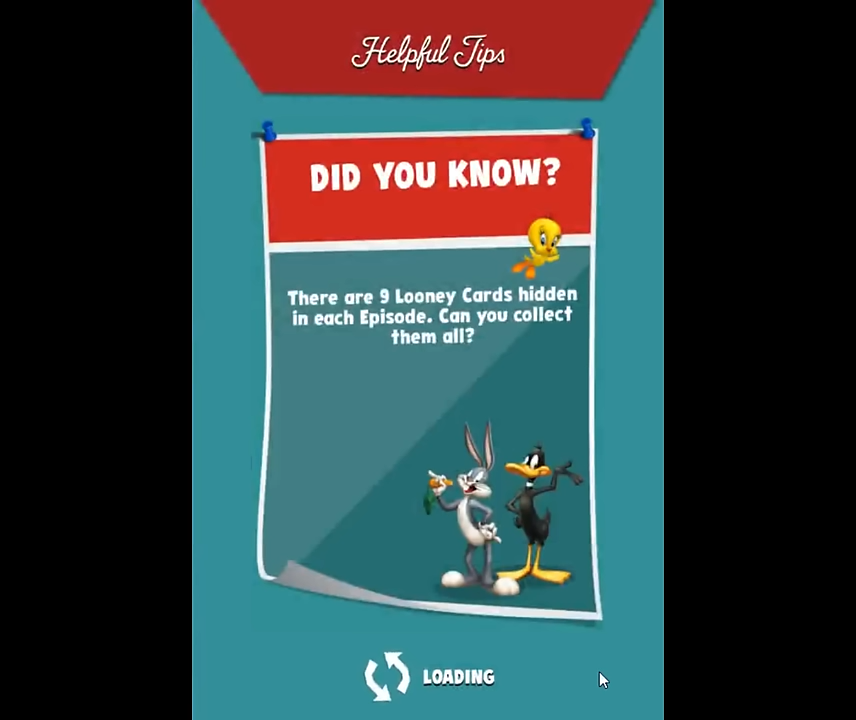 Helpful Tips
DID YOU KNOW?
There are 9 Looney Cards hidden
in each Episode. Can you collect
them all?
LOADING